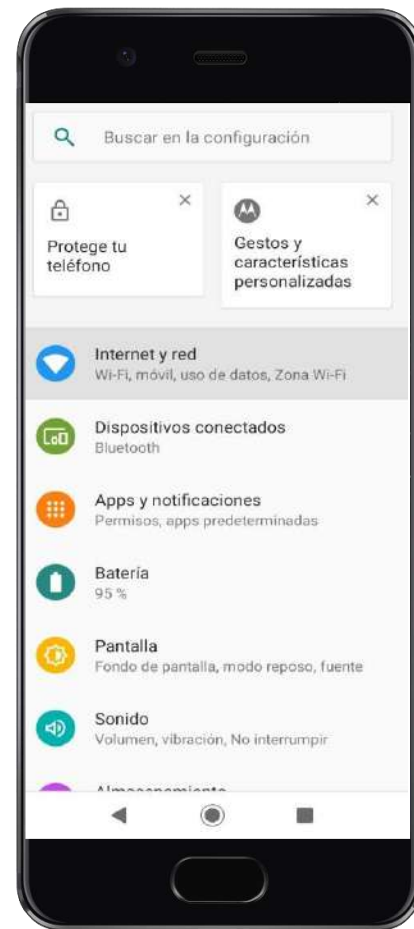 Buscar en la configuración
Protege tu
teléfono
Gestos y
características
personalizadas
Internet y red
Wi-Fi, móvil, uso de datos, Zona Wi-Fi
Dispositivos conectados
Bluetooth
Apps y notificaciones
Permisos, apps predeterminadas
Batería
95 %
Pantalla
Fondo de pantalla, modo reposo, fuente
Sonido
Volumen, vibración, No interrumpir
Almacenamiento